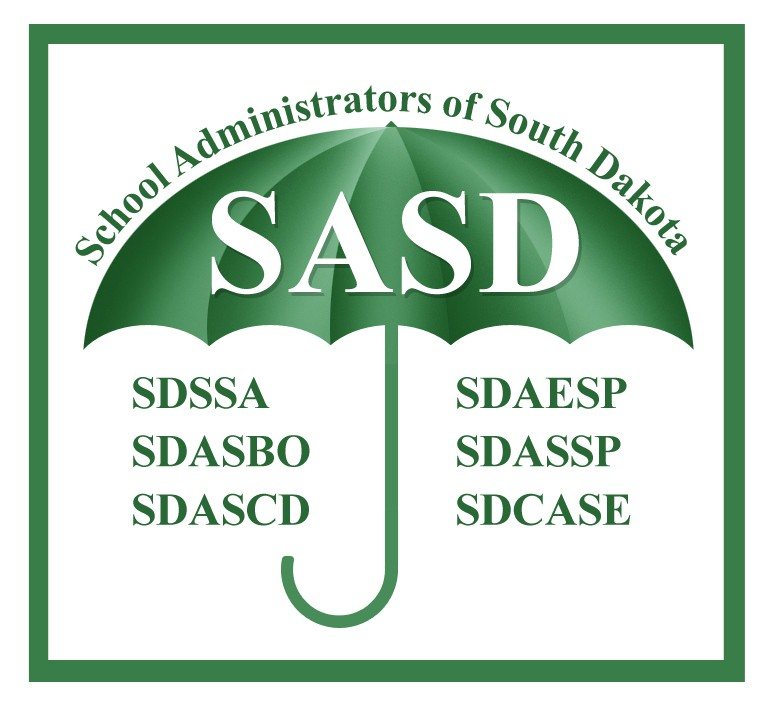 School Administrators of South Dakota
SASD
SDSSA
SDASBO
SDASCD
SDAESP
SDASSP
SDCASE